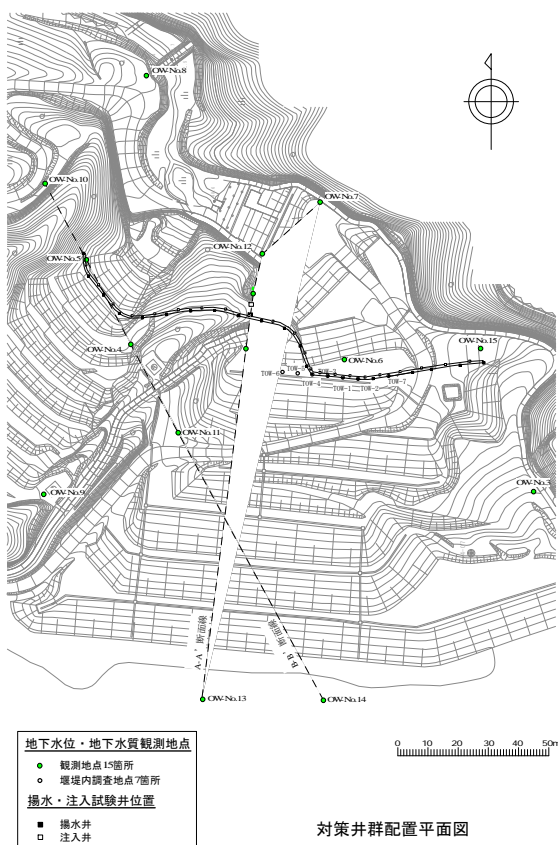 OW-No.8
OW-No.10
OW-No.7
OW-No.12
OW-No.5
OW-No.4
OW-No.6
OW-No.15
TOW-6
TOW-4
TOW-1
TOW-2
TOW-7
OW-No.11
OW-No.9
OW-No.3
A-A'断面線
B-B'断面線
OW-No.13
OW-No.14
地下水位・地下水質観測地点
観測地点15箇所
堰堤内調査地点7箇所
揚水・注入試験井位置
揚水井
注入井
0 10 20 30 40 50m
対策井群配置平面図